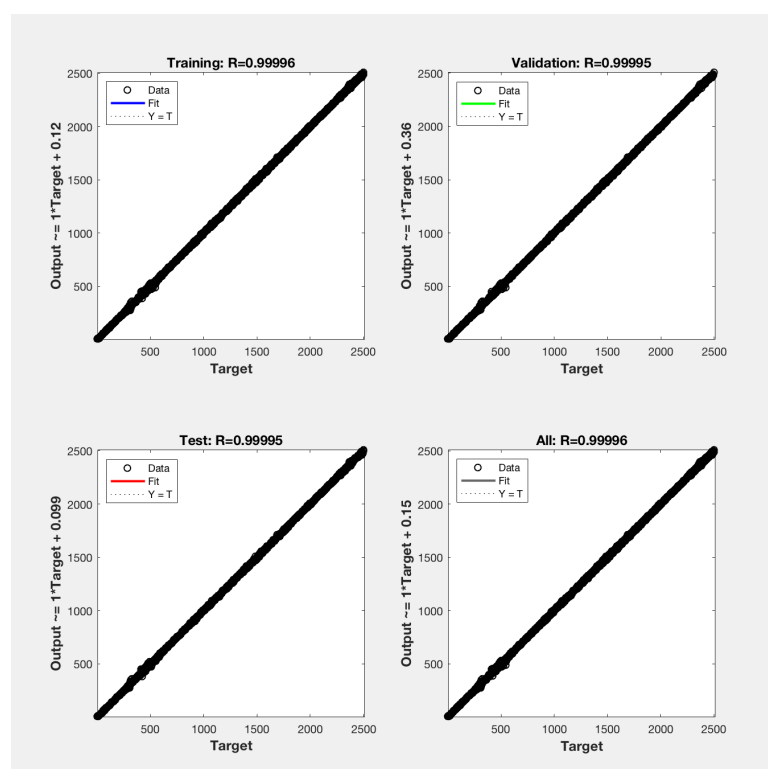 Training: R=0.99996
Output ~= 1*Target + 0.12
2500
2000
1500
1000
500
Data
Fit
Y = T
500 1000 1500 2000 2500
Target
Validation: R=0.99995
Output ~= 1*Target + 0.36
2500
2000
1500
1000
500
Data
Fit
Y = T
500 1000 1500 2000 2500
Target
Test: R=0.99995
Output ~= 1*Target + 0.099
2500
2000
1500
1000
500
Data
Fit
Y = T
500 1000 1500 2000 2500
Target
All: R=0.99996
Output ~= 1*Target + 0.15
2500
2000
1500
1000
500
Data
Fit
Y = T
500 1000 1500 2000 2500
Target